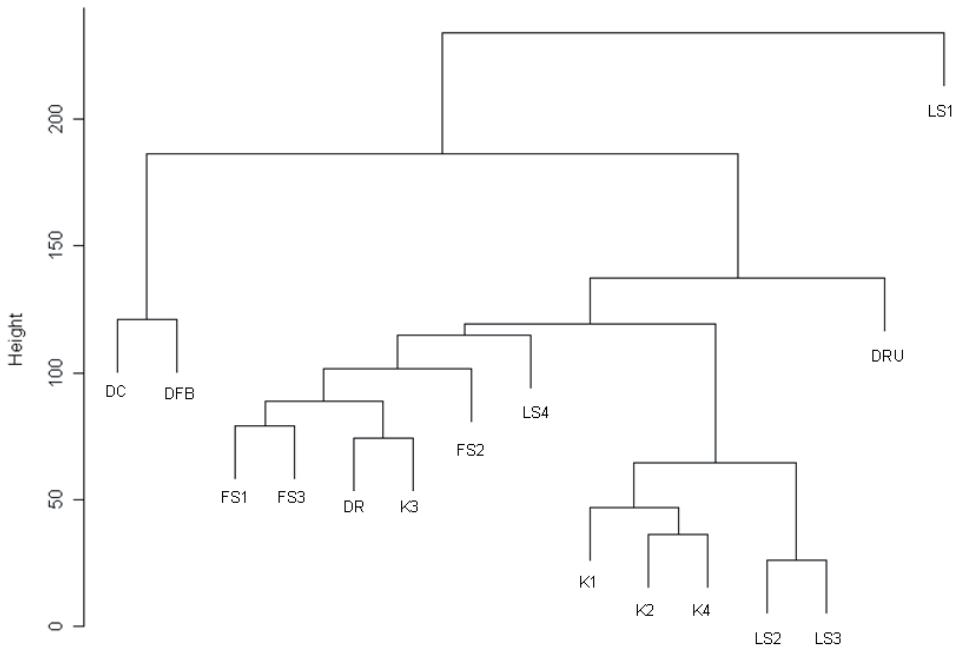 Height
200
150
100
50
0
LS1
DRU
DC
DFB
LS4
FS2
FS1
FS3
DR
K3
K1
K2
K4
LS2
LS3